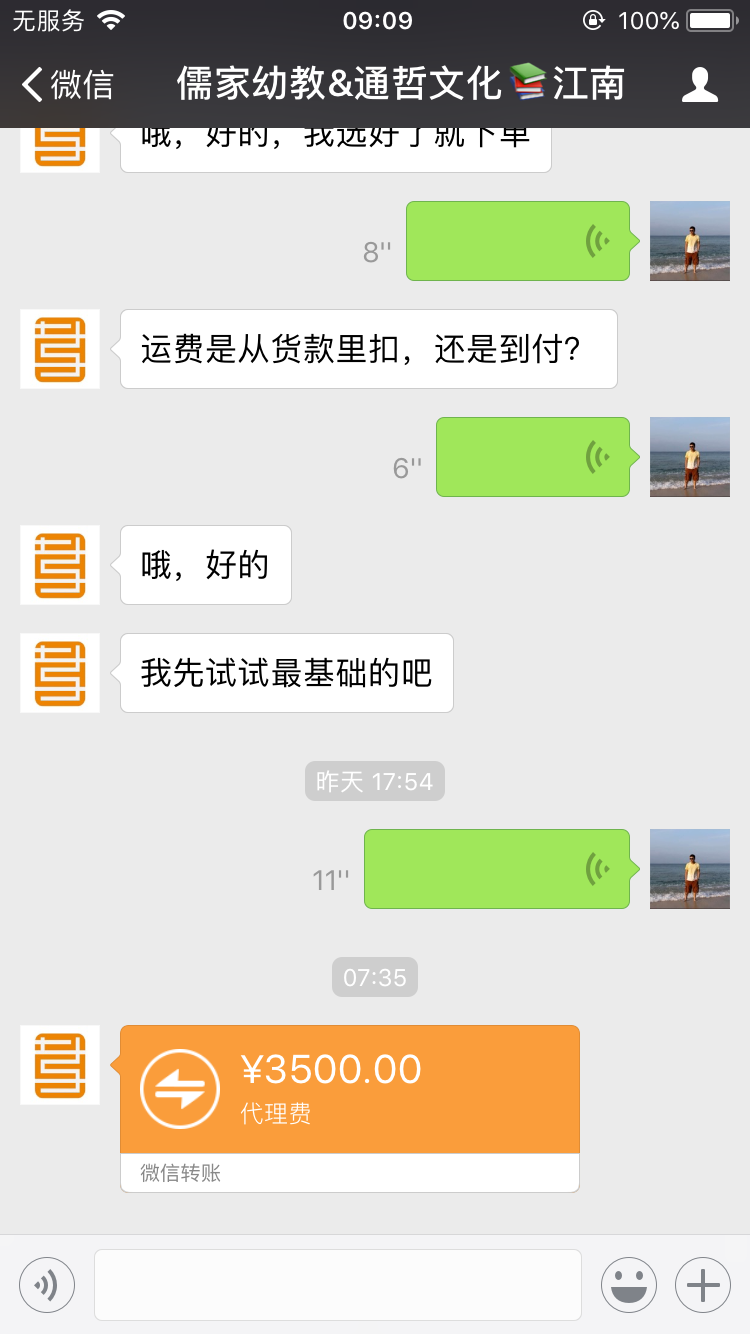 无服务 09:09 100%
微信 儒家幼教&通哲文化📚江南
哦，好的，我选好了就下单
8''
运费是从货款里扣，还是到付?
6''
哦，好的
我先试试最基础的吧
昨天 17:54
11''
07:35
¥3500.00
代理费
微信转账